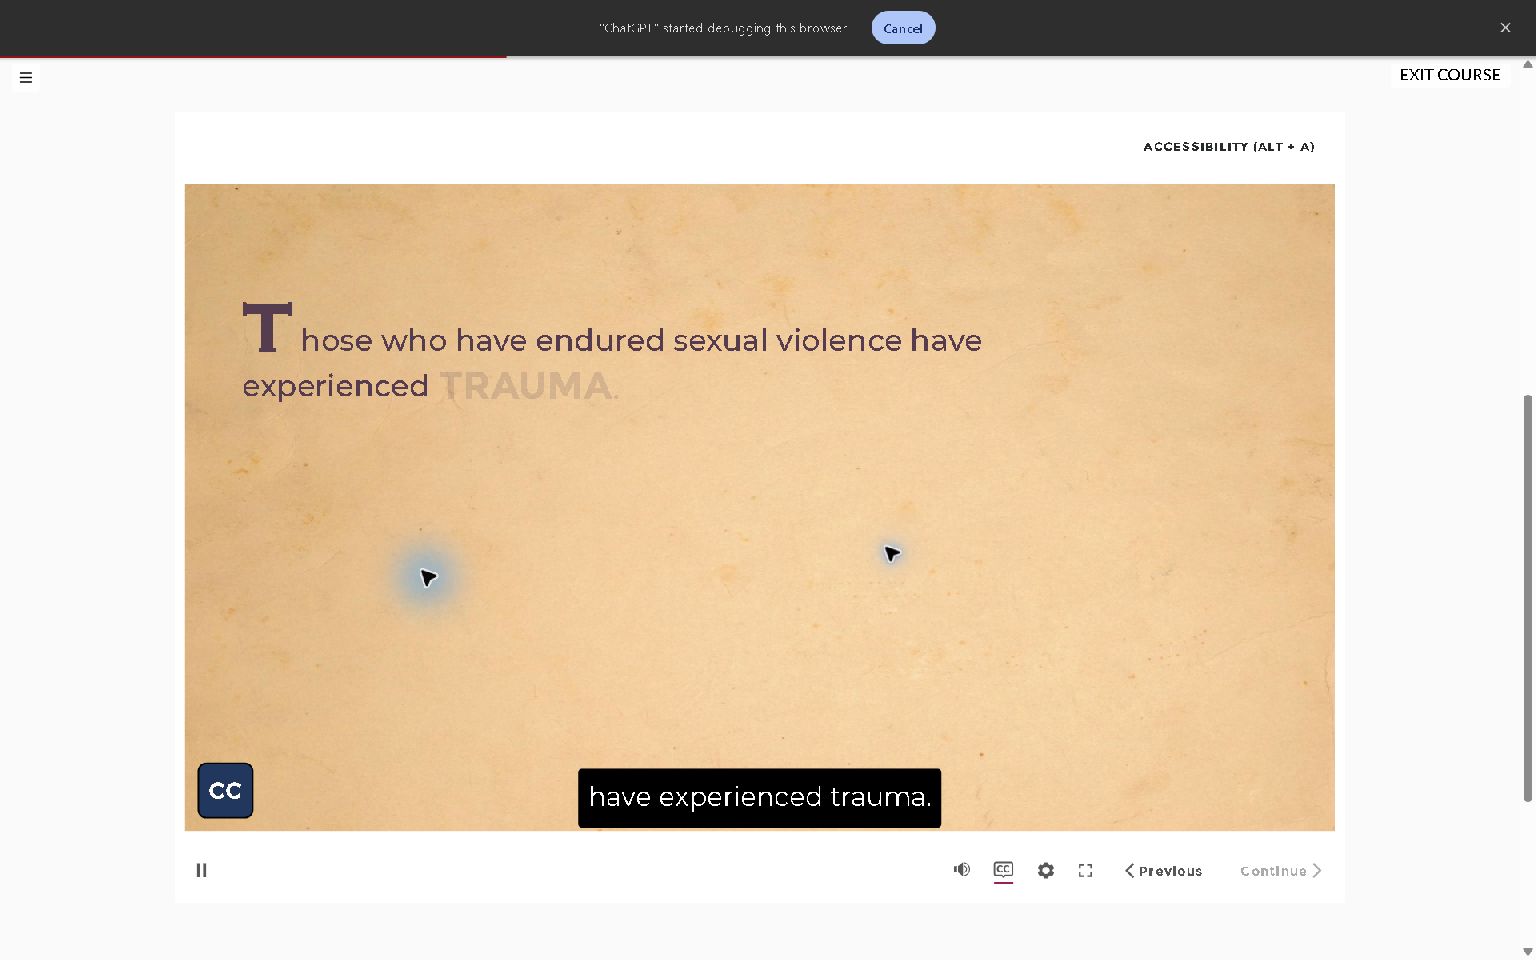 "ChatGPT" started debugging this browser
Cancel
EXIT COURSE
ACCESSIBILITY (ALT + A)
Those who have endured sexual violence have
experienced TRAUMA.
CC
have experienced trauma.
CC
Previous
Continue